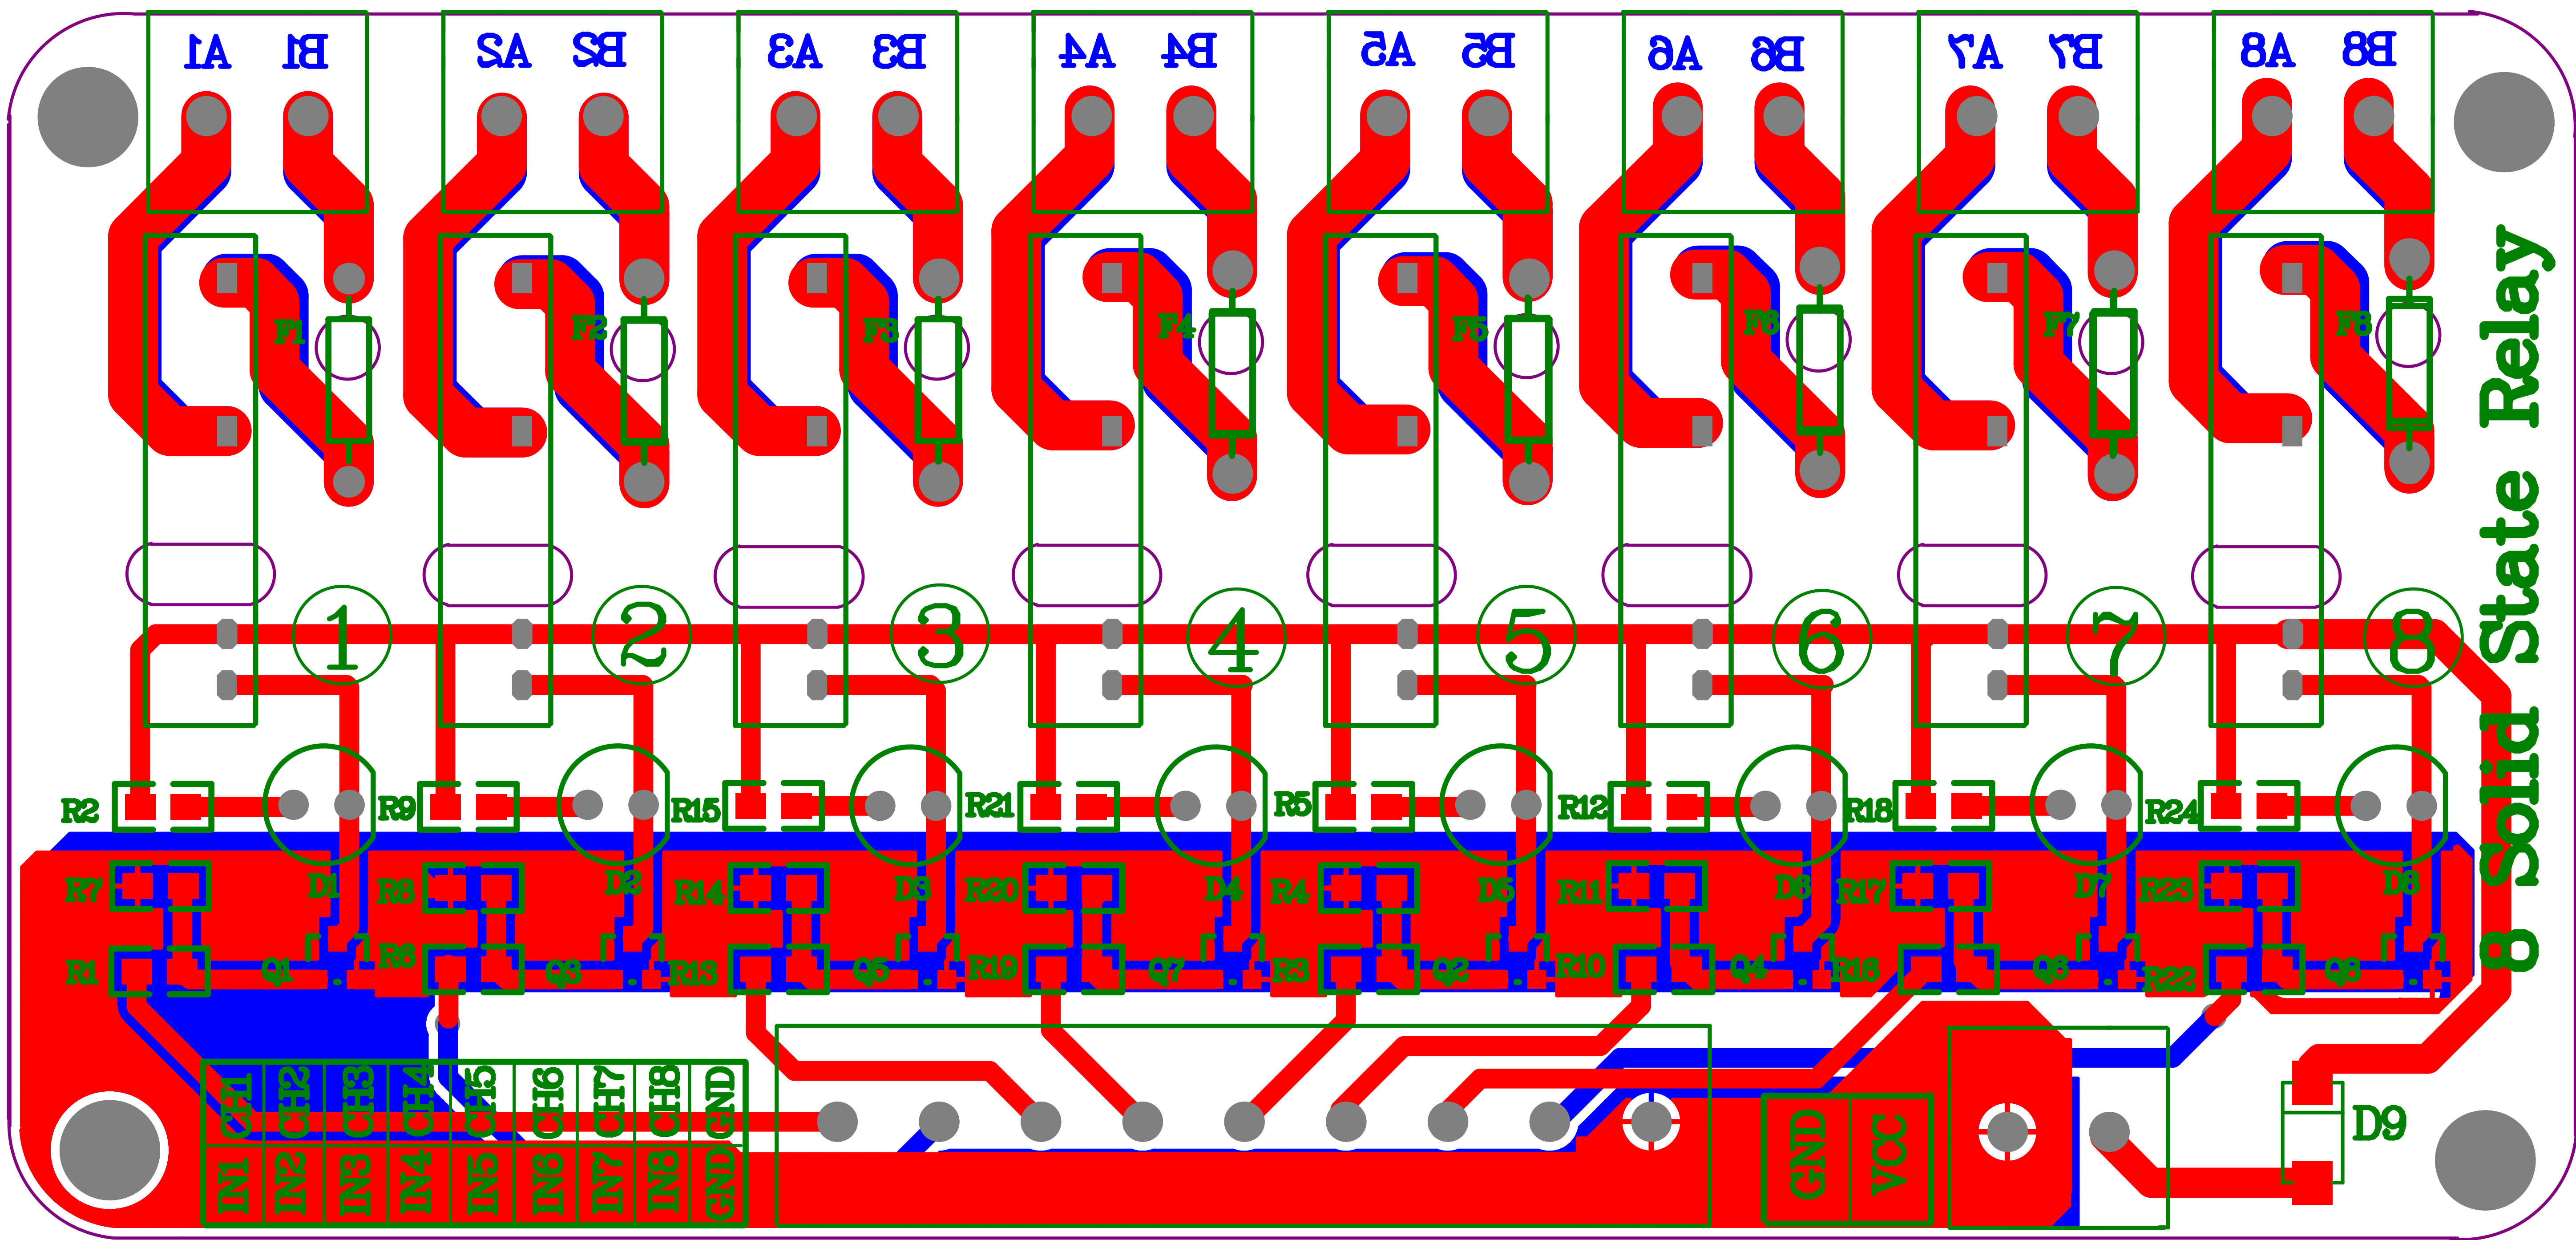 A1 B1 A2 B2 A3 B3 A4 B4 A5 B5 A6 B6 A7 B7 A8 B8
F1 F2 F3 F4 F5 F6 F7 F8
1 2 3 4 5 6 7 8
R2 R9 R15 R21 R5 R12 R18 R24
R7 D1 R8 D2 R14 D3 R20 D4 R4 D5 R11 D6 R17 D7 R23 D8
R1 Q1 R6 Q3 R13 Q5 R19 Q7 R3 Q2 R10 Q4 R16 Q6 R22 Q8
CH1 CH2 CH3 CH4 CH5 CH6 CH7 CH8 GND
IN1 IN2 IN3 IN4 IN5 IN6 IN7 IN8 GND
GND VCC
D9
8 Solid State Relay